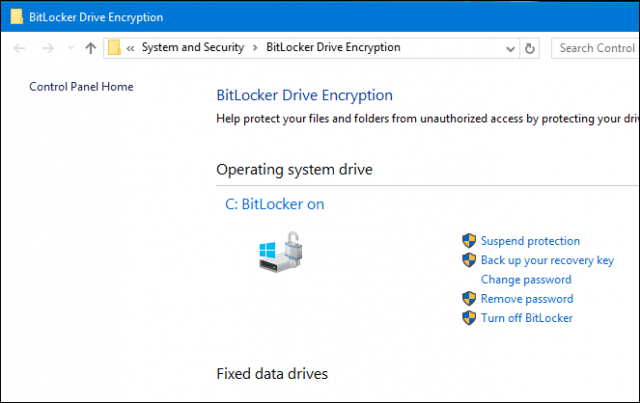 BitLocker Drive Encryption
« System and Security > BitLocker Drive Encryption
Search Control
Control Panel Home
BitLocker Drive Encryption
Help protect your files and folders from unauthorized access by protecting your
Operating system drive
C: BitLocker on
Suspend protection
Back up your recovery key
Change password
Remove password
Turn off BitLocker
Fixed data drives